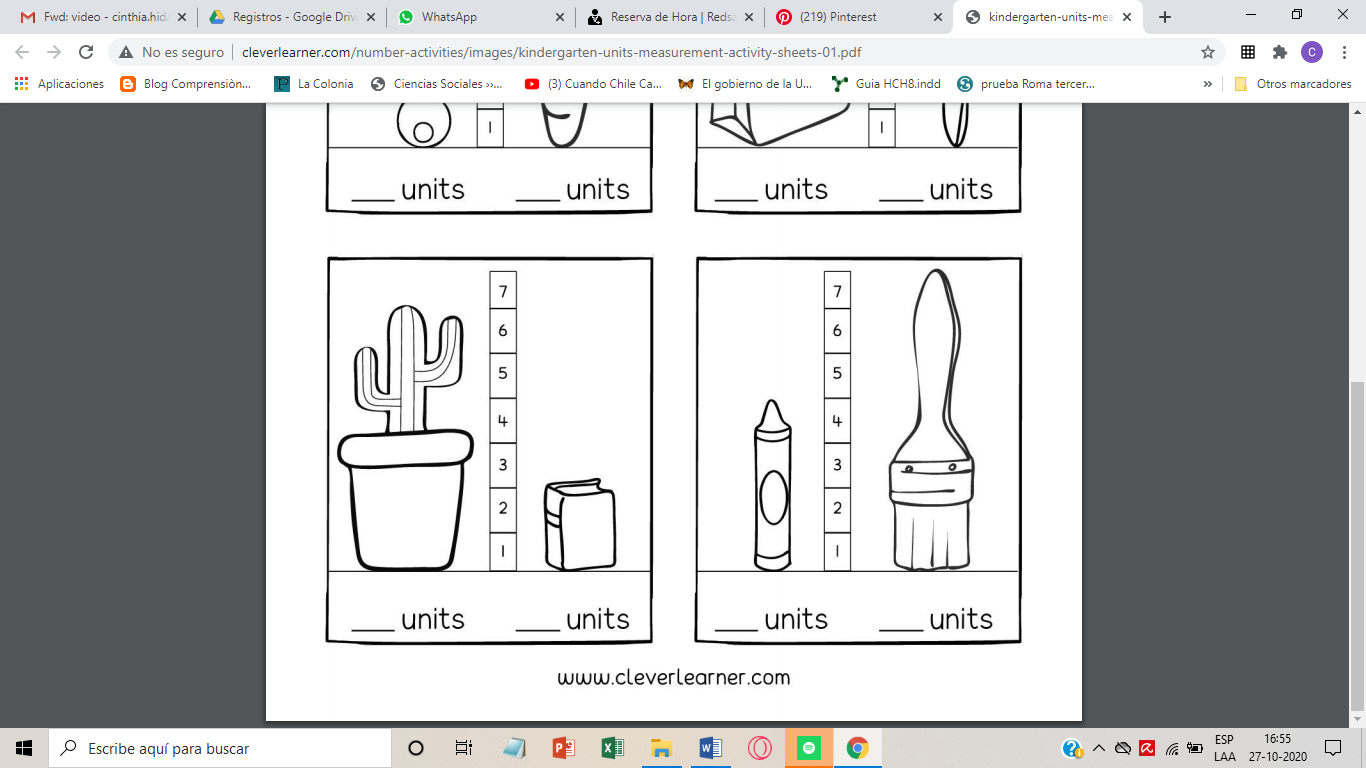 Fwd: video - cinthia.hid
Registros - Google Driv
WhatsApp
Reserva de Hora | Redsa
(219) Pinterest
kindergarten-units-mea
No es seguro
cleverlearner.com/number-activities/images/kindergarten-units-measurement-activity-sheets-01.pdf
C
Aplicaciones
Blog Comprensiòn...
La Colonia
Ciencias Sociales ››...
(3) Cuando Chile Ca...
El gobierno de la U...
Guia HCH8.indd
prueba Roma tercer...
»
Otros marcadores
1
1
___ units ___ units
___ units ___ units
7
6
5
4
3
2
1
___ units ___ units
7
6
5
4
3
2
1
___ units ___ units
www.cleverlearner.com
Escribe aquí para buscar
ESP
LAA
16:55
27-10-2020